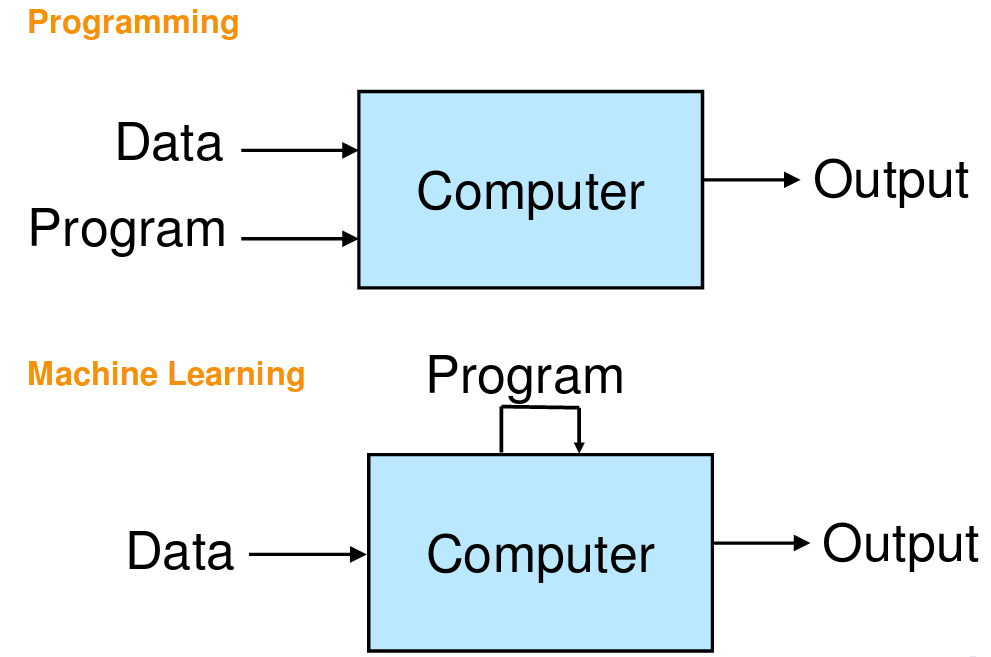 Programming
Data
Computer
Output
Program
Machine Learning
Program
Data
Computer
Output